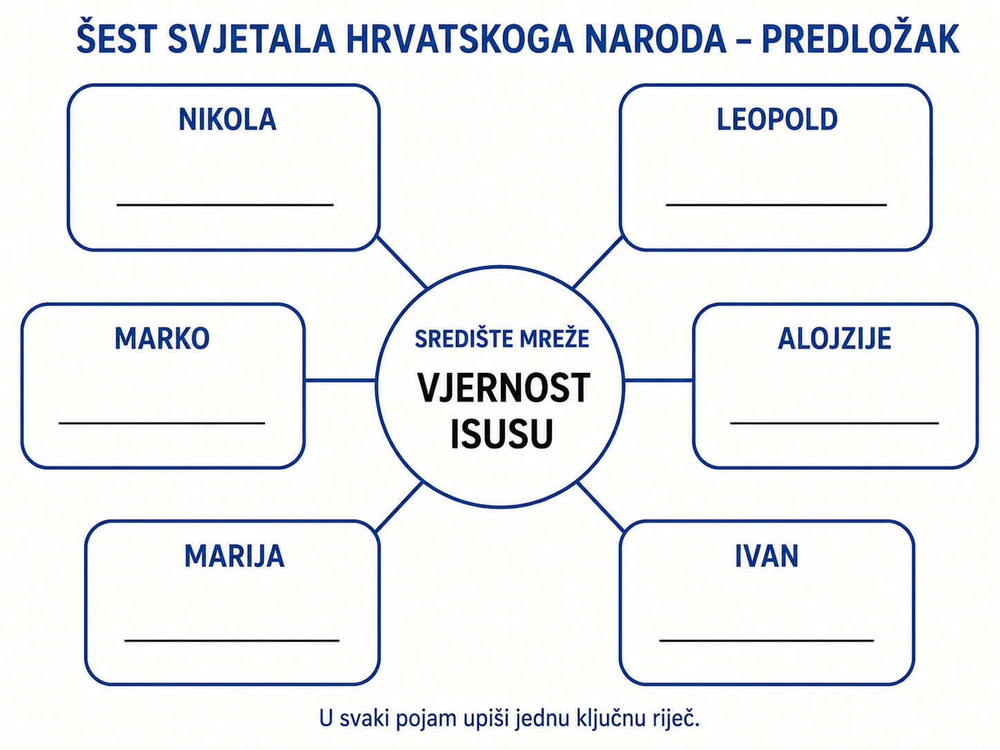 ŠEST SVJETALA HRVATSKOGA NARODA – PREDLOŽAK
NIKOLA
LEOPOLD
MARKO
SREDIŠTE MREŽE
VJERNOST
ISUSU
ALOJZIJE
MARIJA
IVAN
U svaki pojam upiši jednu ključnu riječ.